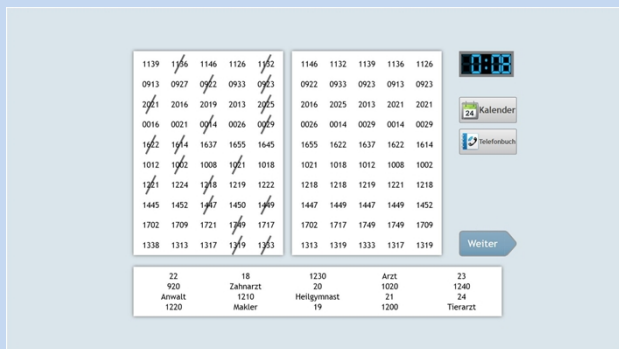 1139 1136 1146 1126 1132
0913 0927 0922 0933 0923
2021 2016 2019 2013 2025
0016 0021 0014 0026 0029
1622 1614 1637 1655 1645
1012 1002 1008 1021 1018
1221 1224 1218 1219 1222
1445 1452 1447 1450 1449
1702 1709 1721 1749 1717
1338 1313 1317 1319 1333
1146 1132 1139 1136 1126
0922 0933 0923 0913 0923
2016 2025 2013 2021 2021
0026 0014 0029 0014 0029
1655 1622 1637 1622 1614
1021 1018 1012 1008 1002
1218 1218 1219 1221 1218
1447 1449 1447 1449 1452
1702 1717 1749 1749 1709
1313 1319 1333 1317 1319
-0:08
24 Kalender
Telefonbuch
Weiter
22 18 1230 Arzt 23
920 Zahnarzt 20 1020 1240
Anwalt 1210 Heilgymnast 21 24
1220 Makler 19 1200 Tierarzt